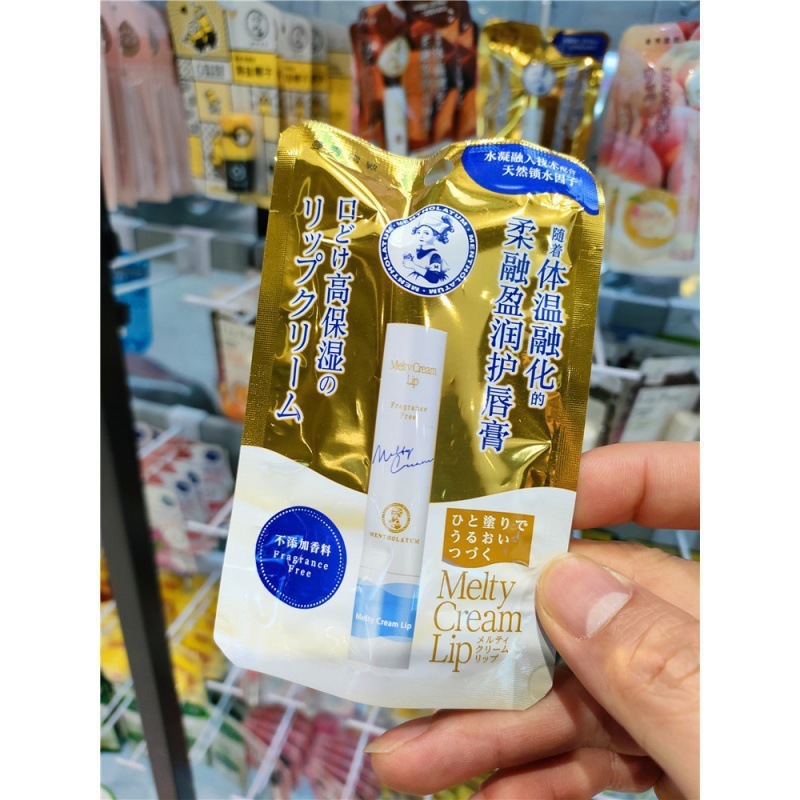 水凝融入技术配合
天然锁水因子
MENTHOLATUM
MENTHOLATUM
口どけ高保湿の
リップクリーム
随着体温融化的
柔融盈润护唇膏
Melty Cream
Lip
Fragrance
Free
Melty
Cream
MENTHOLATUM
Melty Cream Lip
不添加香料
Fragrance
Free
ひと塗りで
うるおい
つづく
Melty
Cream
Lip
メルティ
クリーム
リップ